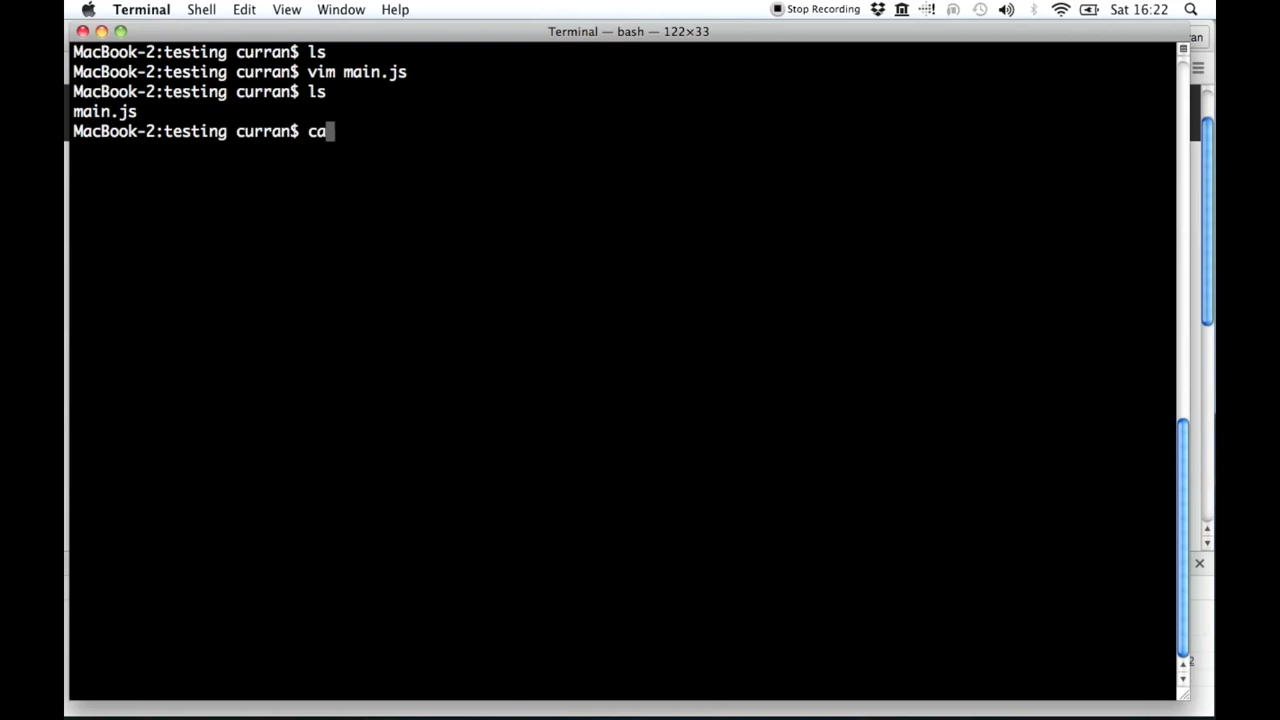 Terminal Shell Edit View Window Help Stop Recording Sat 16:22
Terminal — bash — 122×33
MacBook-2:testing curran$ ls
MacBook-2:testing curran$ vim main.js
MacBook-2:testing curran$ ls
main.js
MacBook-2:testing curran$ ca